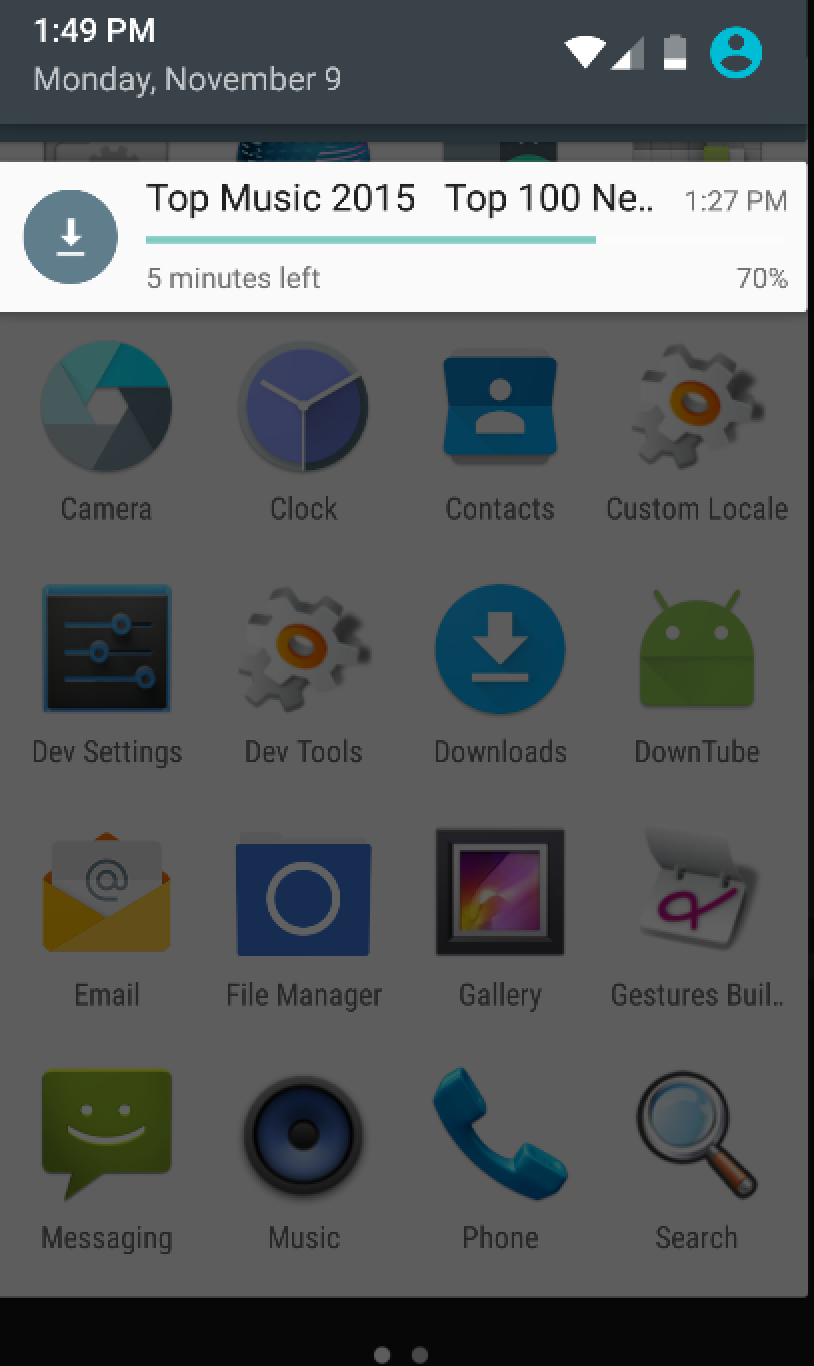 1:49 PM
Monday, November 9
Top Music 2015 Top 100 Ne.. 1:27 PM
5 minutes left 70%
Camera Clock Contacts Custom Locale
Dev Settings Dev Tools Downloads DownTube
Email File Manager Gallery Gestures Buil..
Messaging Music Phone Search